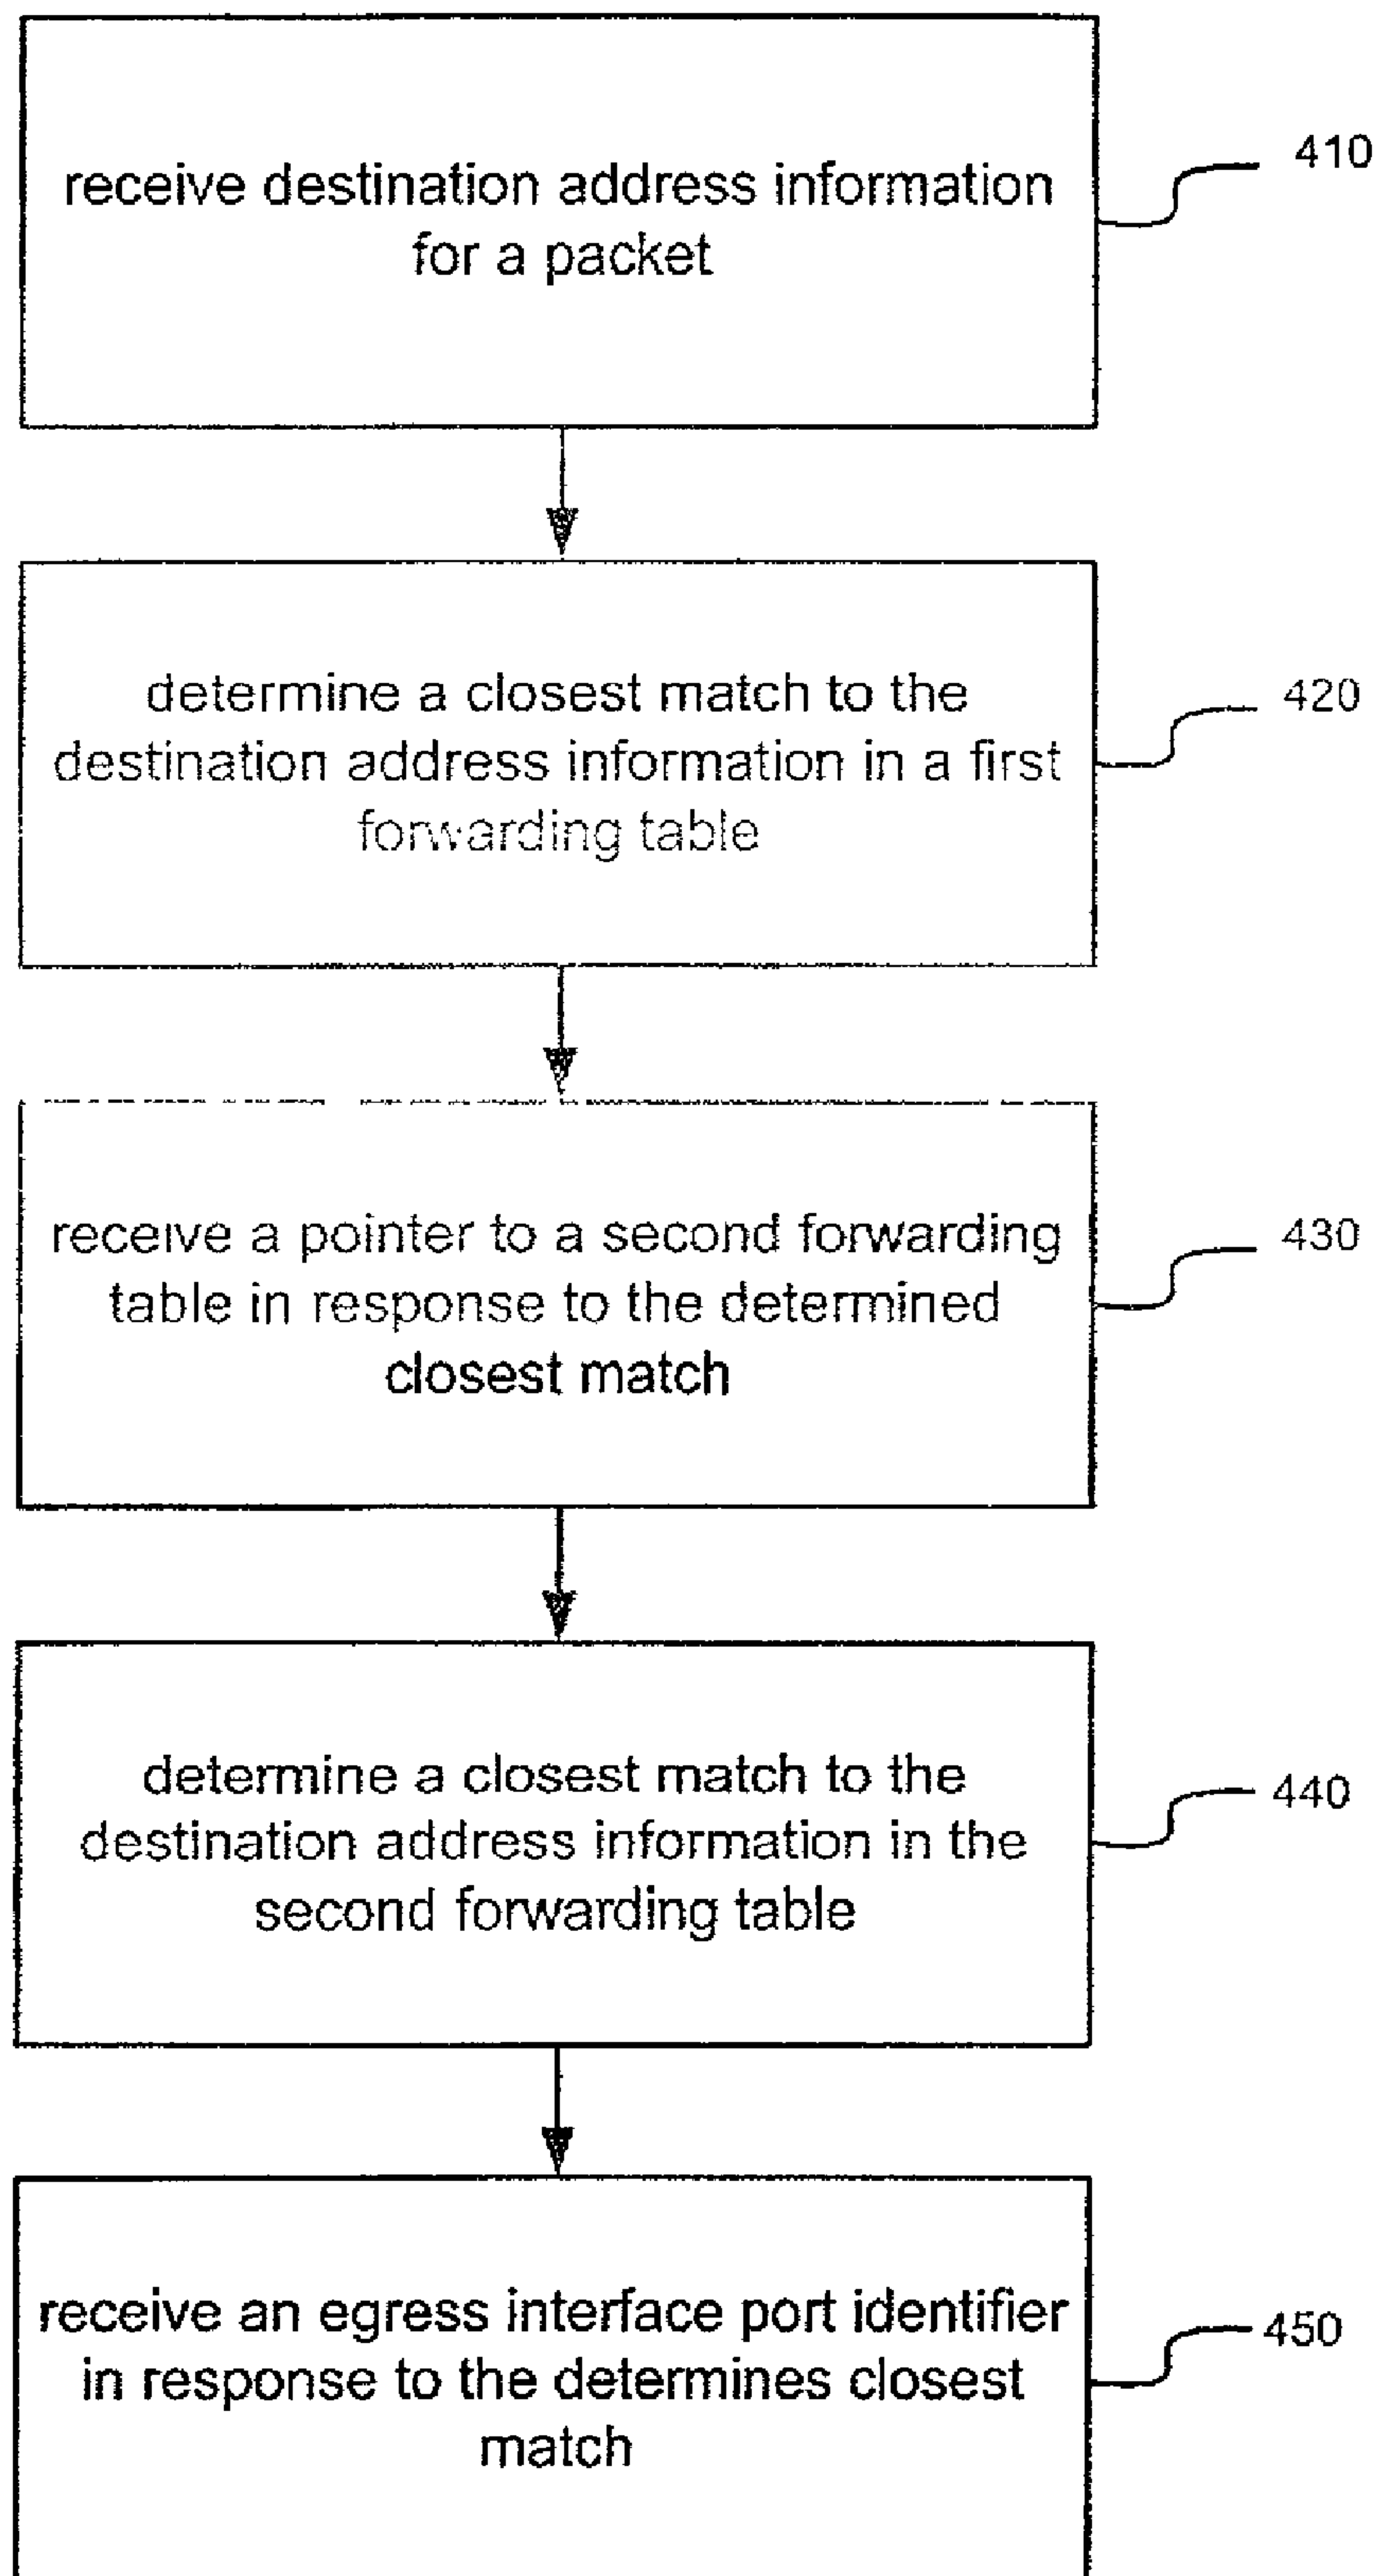 receive destination address information
for a packet
410
determine a closest match to the
destination address information in a first
forwarding table
420
receive a pointer to a second forwarding
table in response to the determined
closest match
430
determine a closest match to the
destination address information in the
second forwarding table
440
receive an egress interface port identifier
in response to the determines closest
match
450